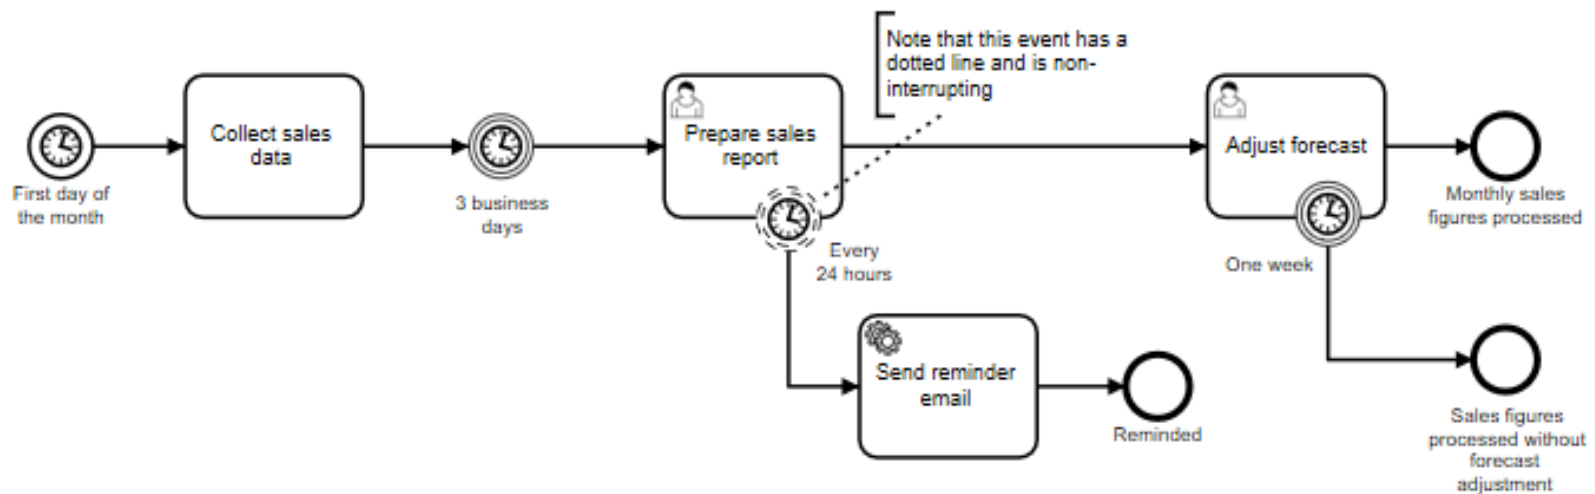 First day of
the month
Collect sales
data
3 business
days
Prepare sales
report
Note that this event has a
dotted line and is non-
interrupting
Every
24 hours
Send reminder
email
Reminded
Adjust forecast
One week
Monthly sales
figures processed
Sales figures
processed without
forecast
adjustment